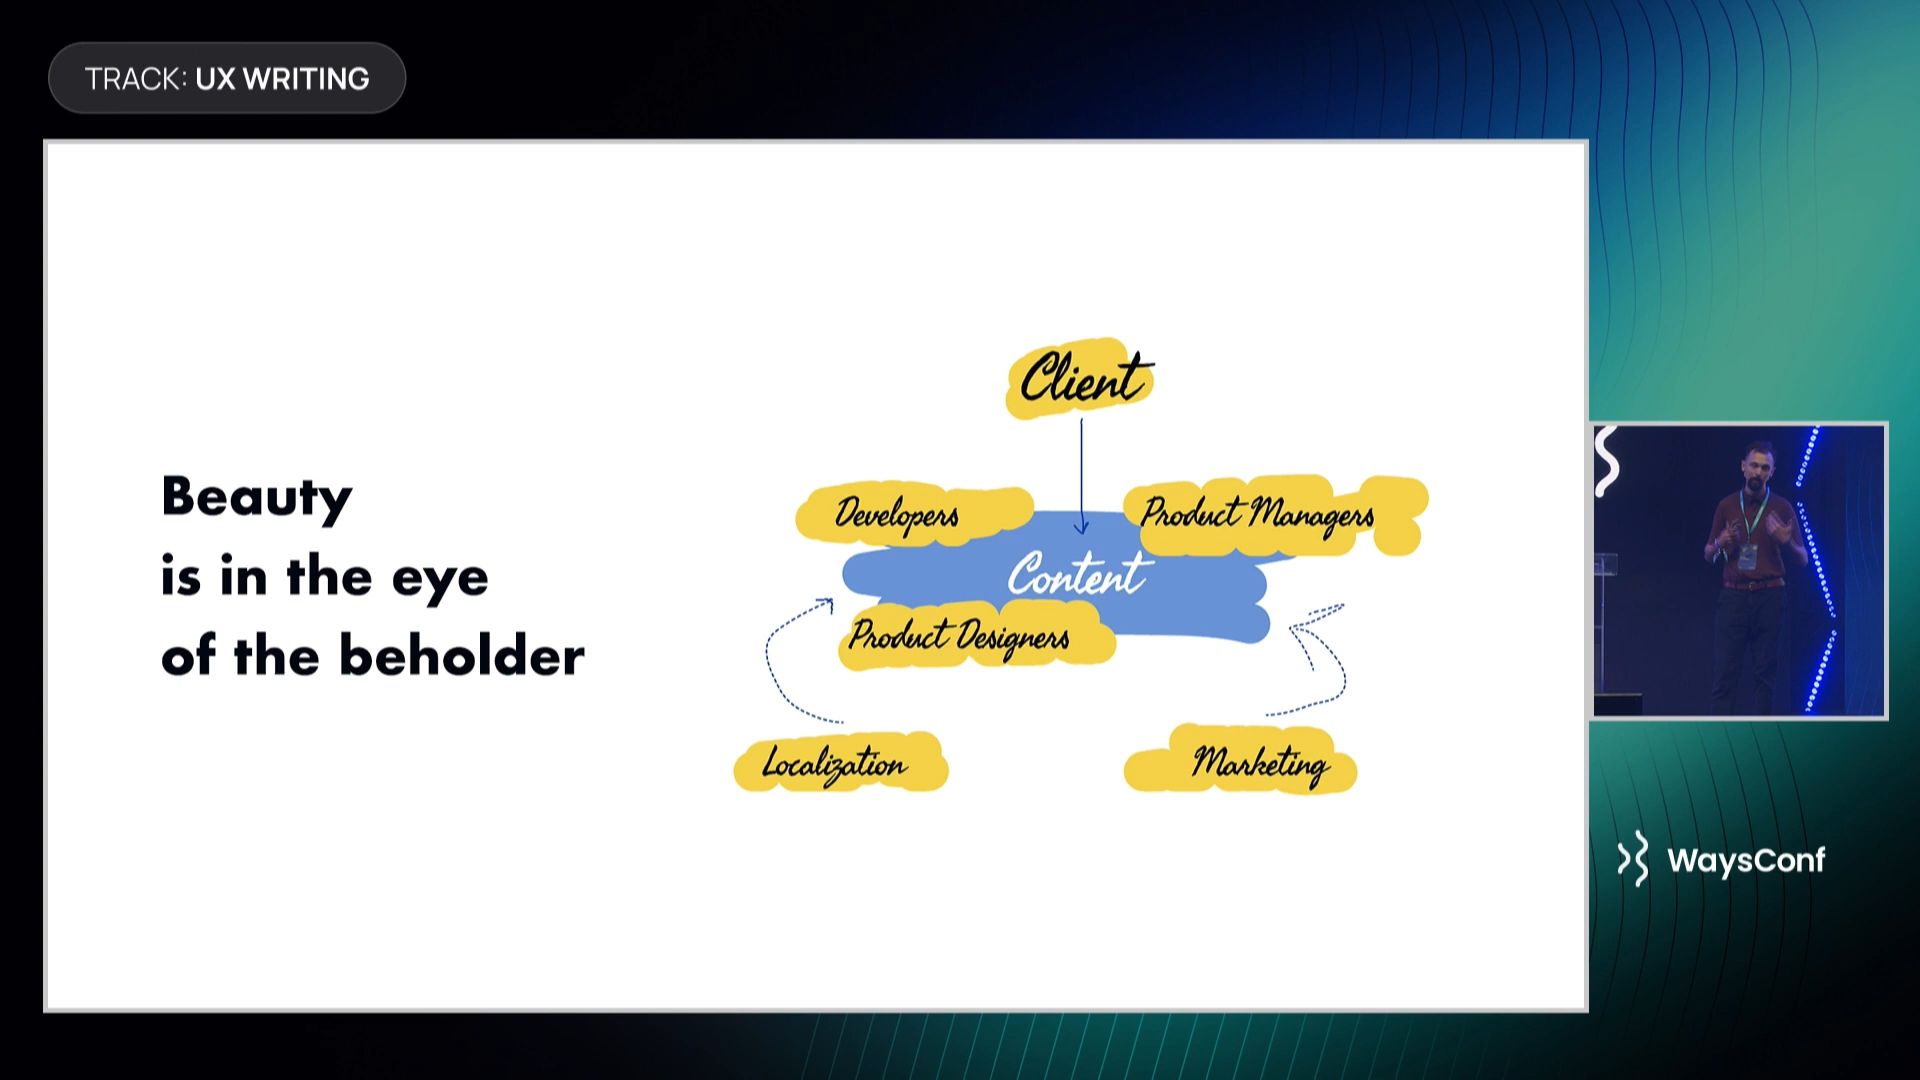 TRACK: UX WRITING
Beauty
is in the eye
of the beholder
Client
Developers
Product Managers
Content
Product Designers
Localization
Marketing
WaysConf